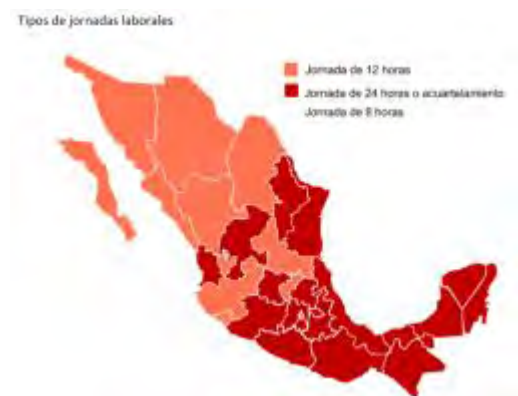 Tipos de jornadas laborales
Jornada de 12 horas
Jornada de 24 horas o acuartelamiento
Jornada de 8 horas